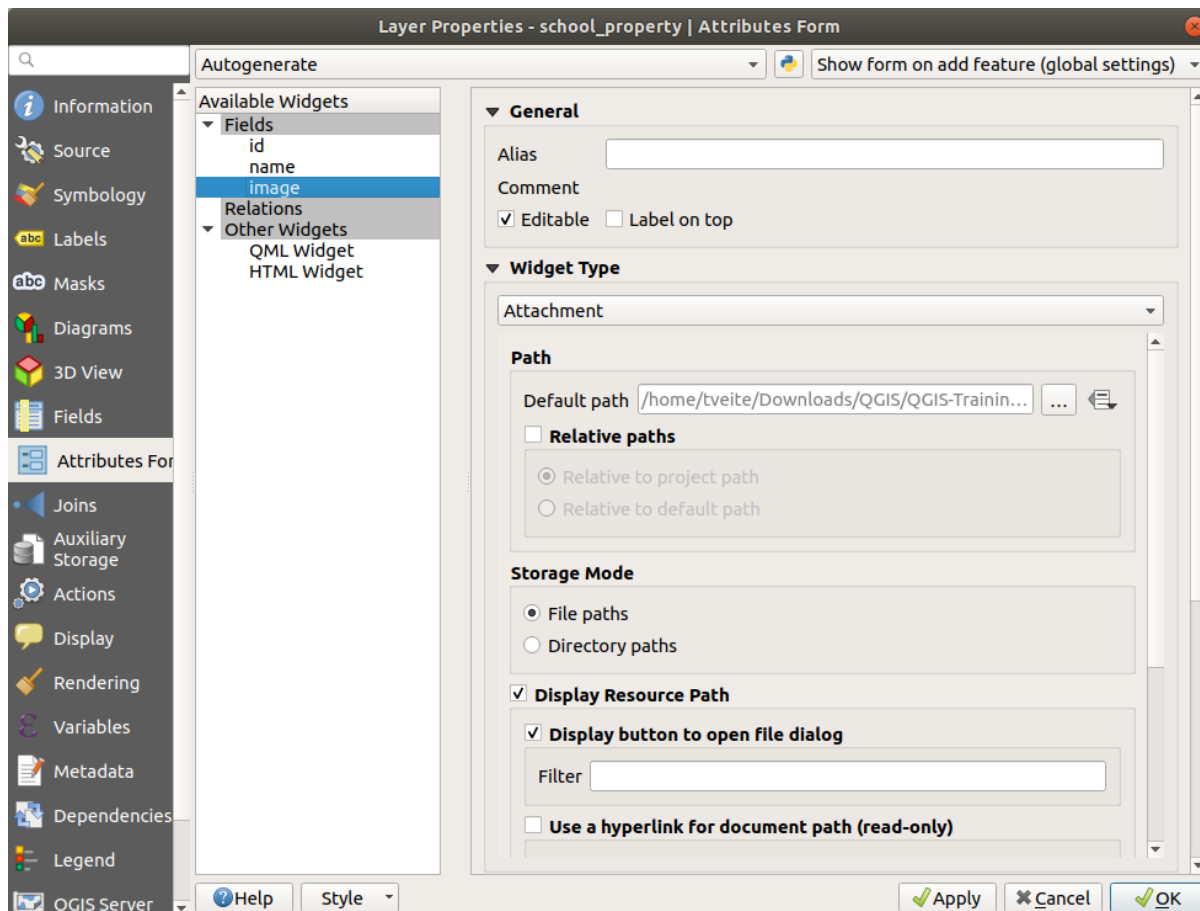 Layer Properties - school_property | Attributes Form
Autogenerate
Show form on add feature (global settings)
Information
Source
Symbology
abc Labels
abc Masks
Diagrams
3D View
Fields
Attributes For
Joins
Auxiliary
Storage
Actions
Display
Rendering
Variables
Metadata
Dependencies
Legend
QGIS Server
Available Widgets
Fields
id
name
image
Relations
Other Widgets
QML Widget
HTML Widget
General
Alias
Comment
Editable Label on top
Widget Type
Attachment
Path
Default path /home/tveite/Downloads/QGIS/QGIS-Trainin... ...
Relative paths
Relative to project path
Relative to default path
Storage Mode
File paths
Directory paths
Display Resource Path
Display button to open file dialog
Filter
Use a hyperlink for document path (read-only)
Help Style Apply Cancel OK